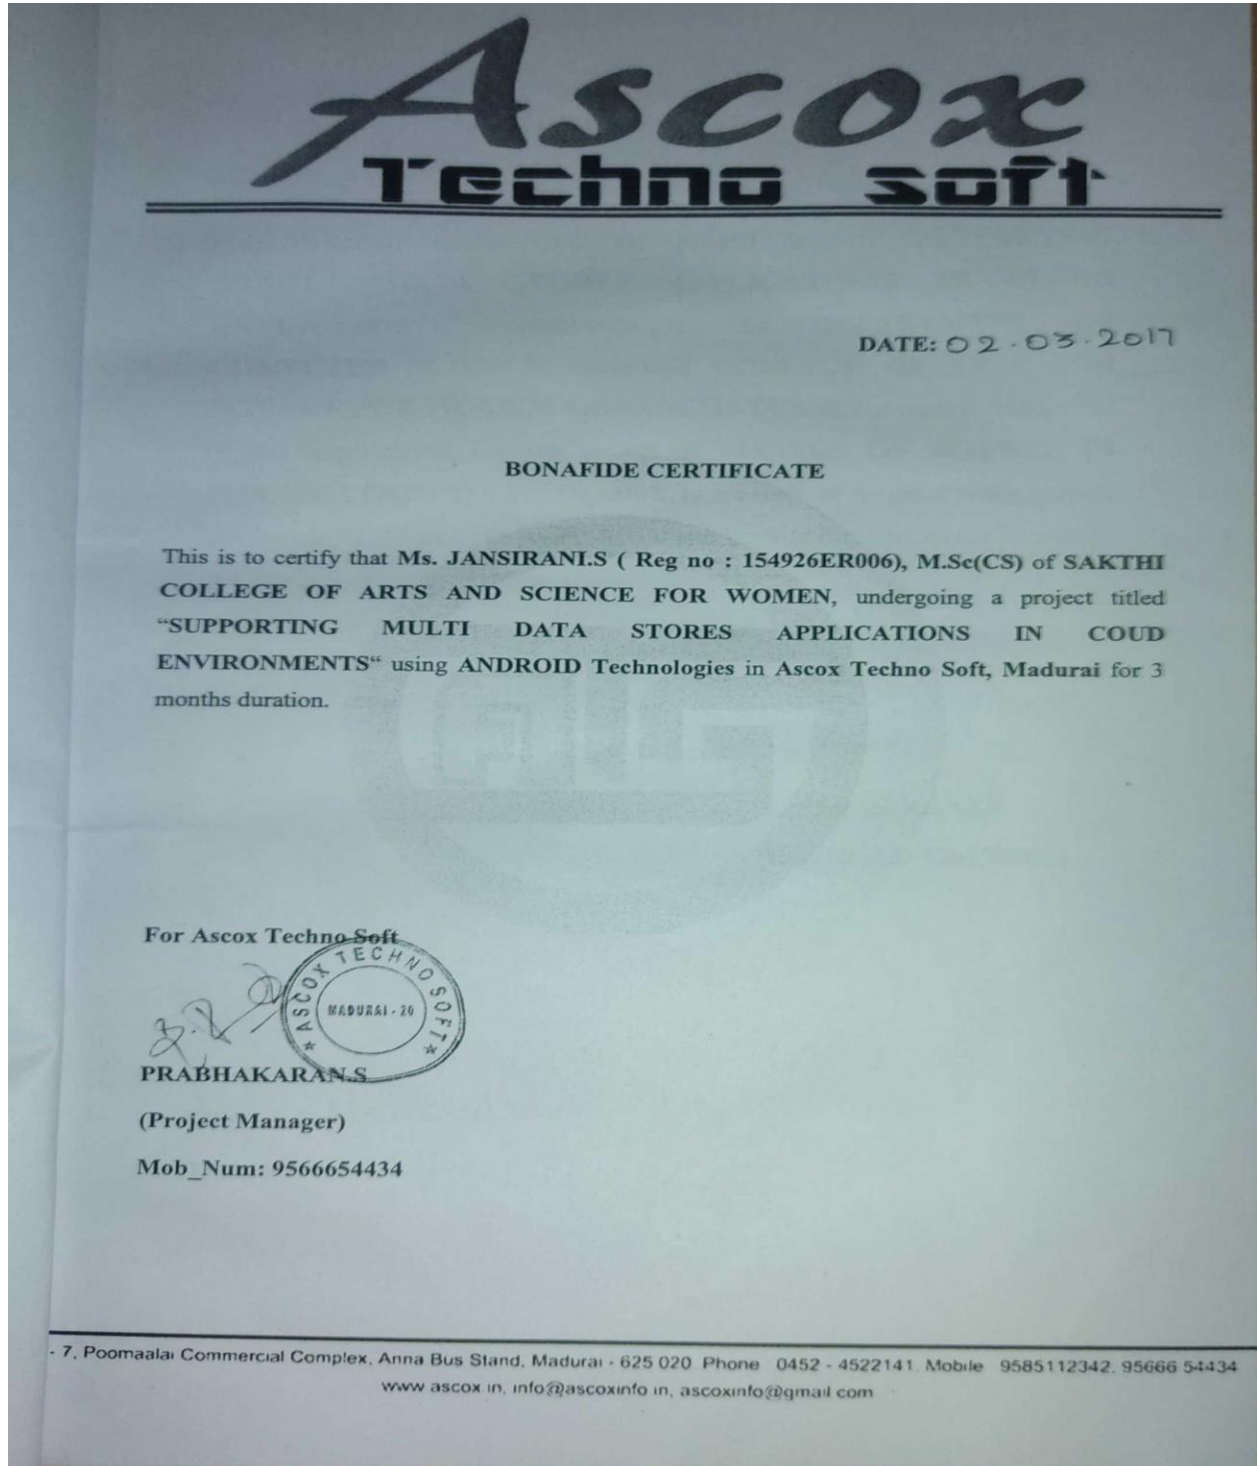 Ascox
Techno soft
DATE: 02.03.2017
BONAFIDE CERTIFICATE
This is to certify that Ms. JANSIRANI.S ( Reg no : 154926ER006), M.Sc(CS) of SAKTHI
COLLEGE OF ARTS AND SCIENCE FOR WOMEN, undergoing a project titled
“SUPPORTING MULTI DATA STORES APPLICATIONS IN COUD
ENVIRONMENTS“ using ANDROID Technologies in Ascox Techno Soft, Madurai for 3
months duration.
For Ascox Techno Soft
★ ASCOX TECHNO SOFT ★
MADURAI - 20
PRABHAKARAN.S
(Project Manager)
Mob_Num: 9566654434
- 7, Poomaalai Commercial Complex, Anna Bus Stand, Madurai - 625 020 Phone 0452 - 4522141. Mobile 9585112342, 95666 54434
www ascox in, info@ascoxinfo in, ascoxinfo@gmail com